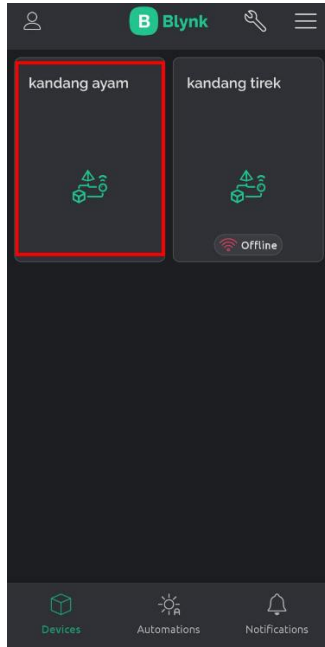 B Blynk
kandang ayam
kandang tirek
Offline
Devices
Automations
Notifications